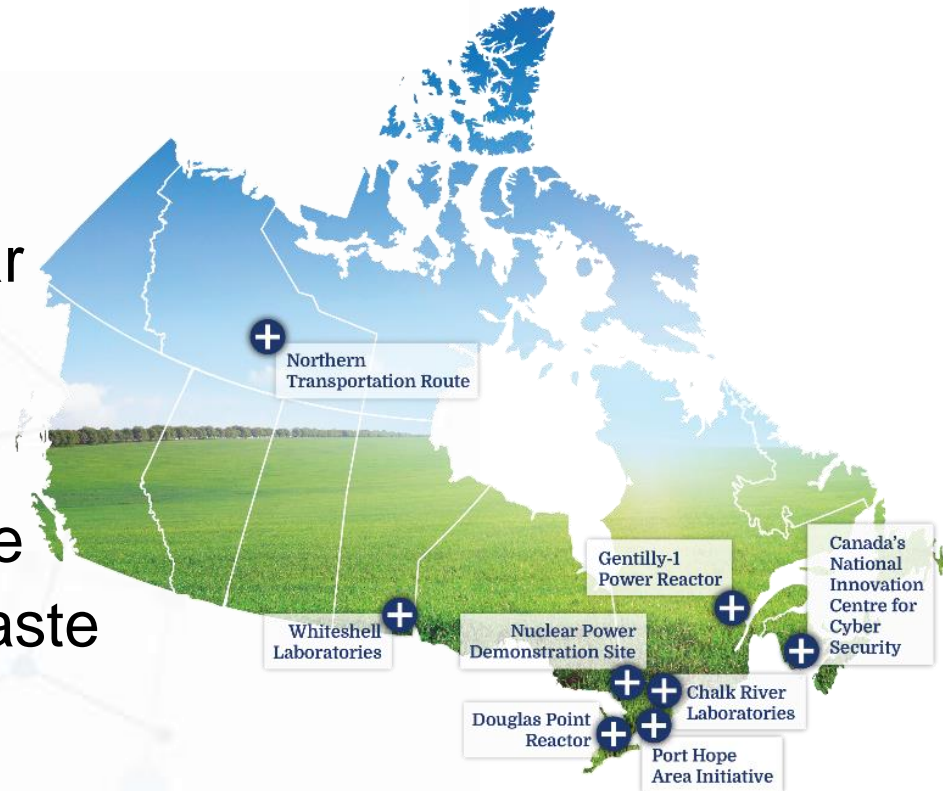 Northern
Transportation Route
e
aste
Gentilly-1
Power Reactor
Canada's
National
Innovation
Centre for
Cyber
Security
Whiteshell
Laboratories
Nuclear Power
Demonstration Site
Chalk River
Laboratories
Douglas Point
Reactor
Port Hope
Area Initiative